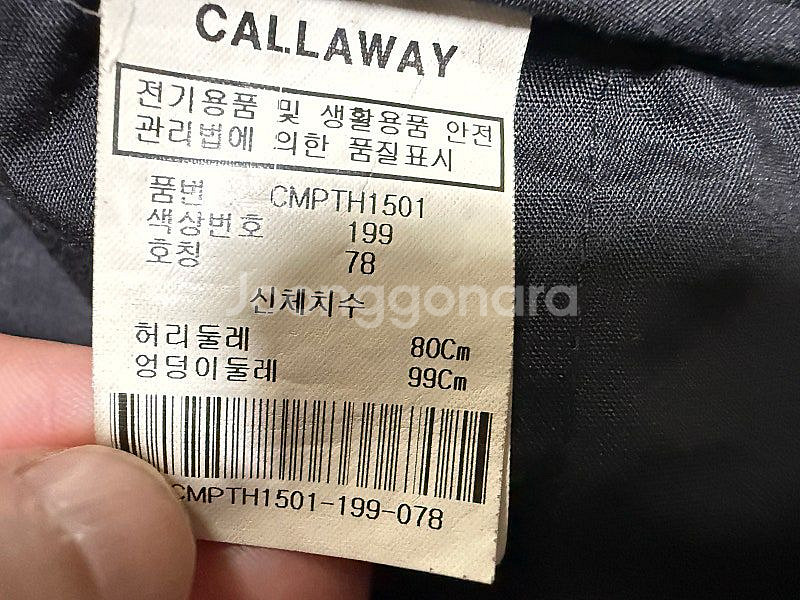 CALLAWAY
전기용품 및 생활용품 안전
관리법에 의한 품질표시
품번 CMPTH1501
색상번호 199
호칭 78
Joonggonara
신체치수
허리둘레 80Cm
엉덩이둘레 99Cm
CMPTH1501-199-078